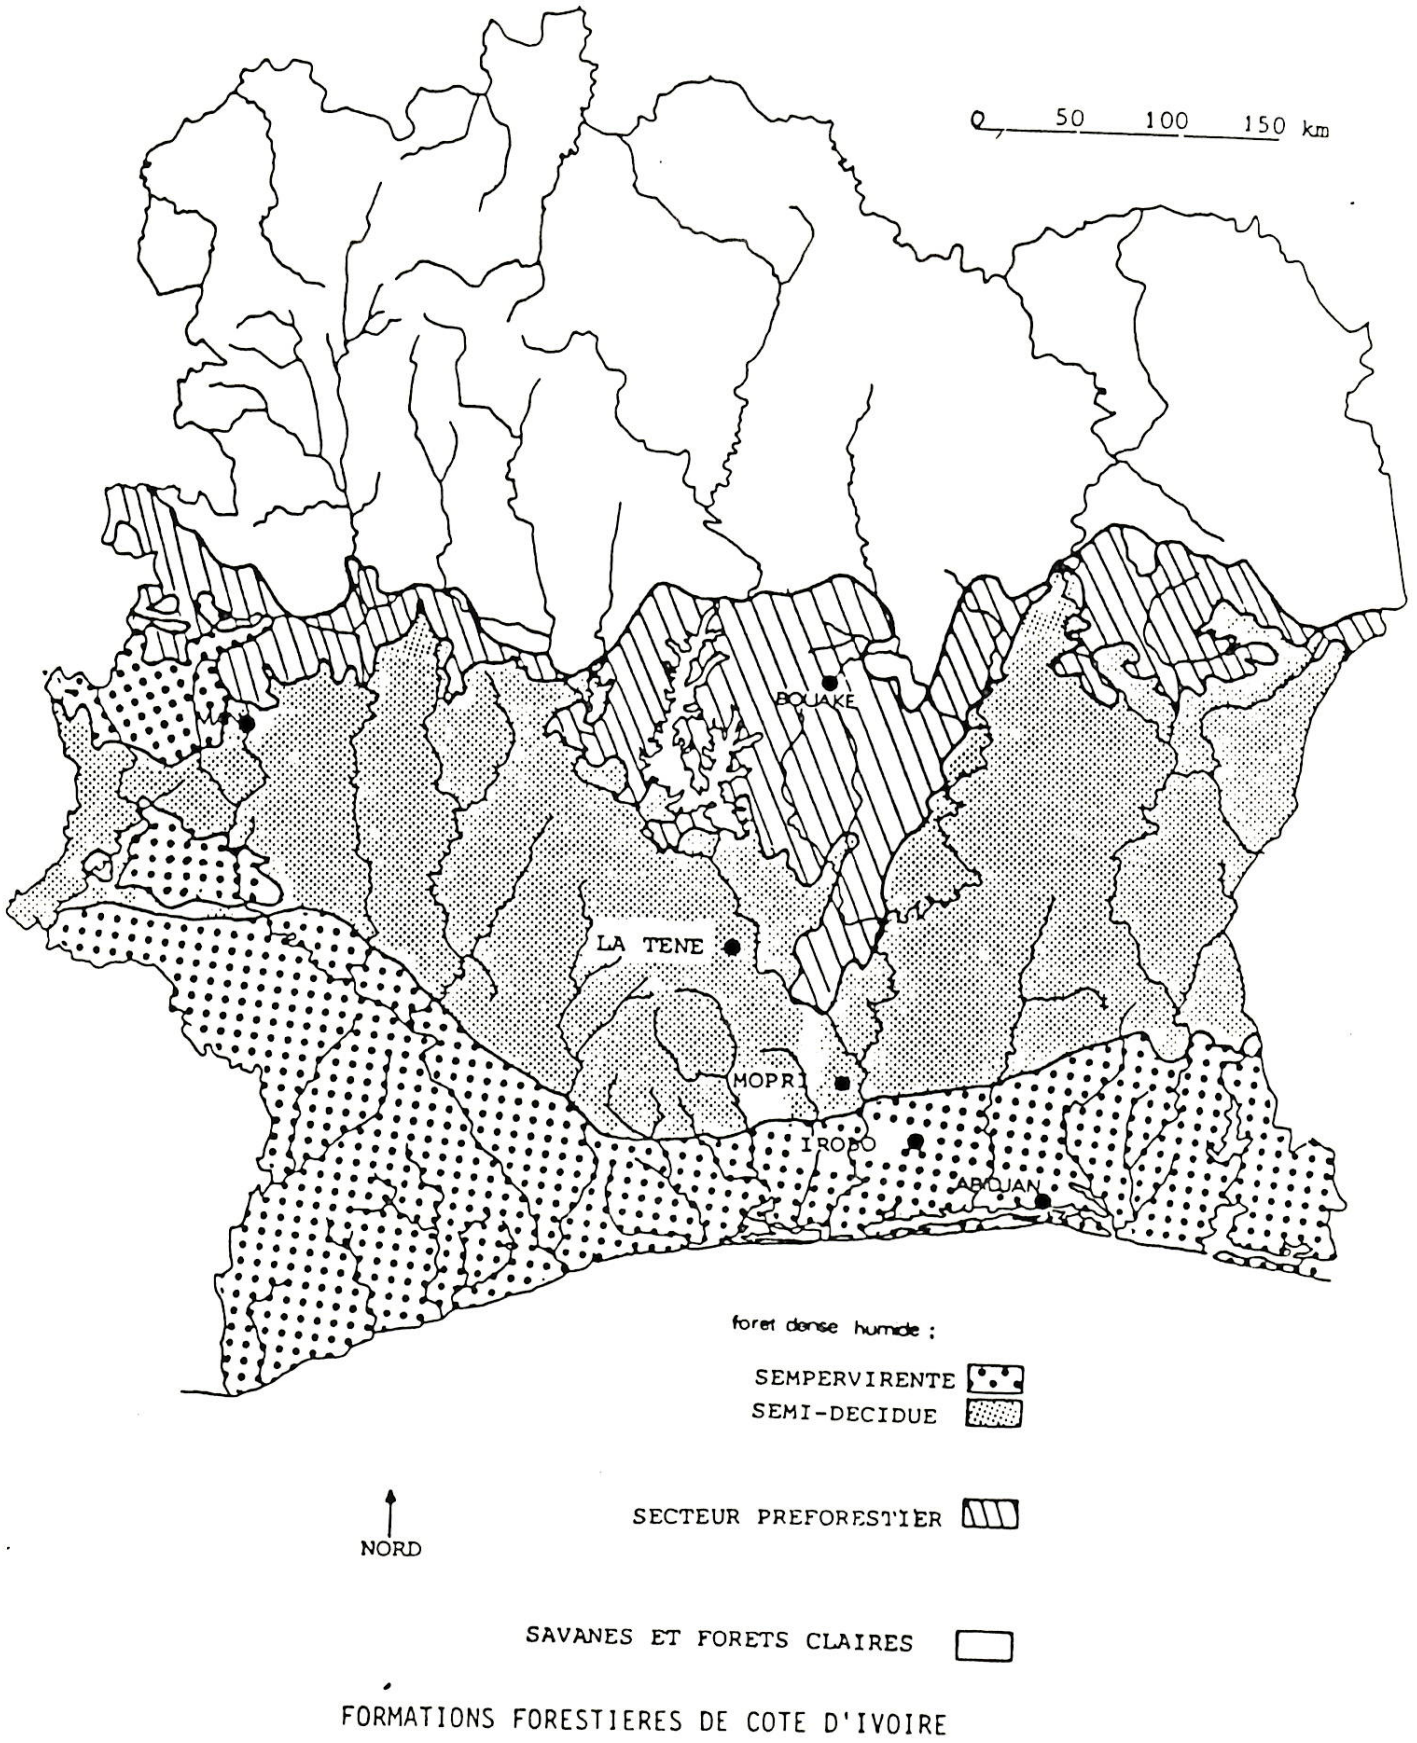 0 50 100 150 km
BOUAKE
LA TENE
MOPRI
IROBO
ABIDJAN
foret dense humide :
SEMPERVIRENTE
SEMI-DECIDUE
SECTEUR PREFORESTIER
NORD
SAVANES ET FORETS CLAIRES
FORMATIONS FORESTIERES DE COTE D'IVOIRE